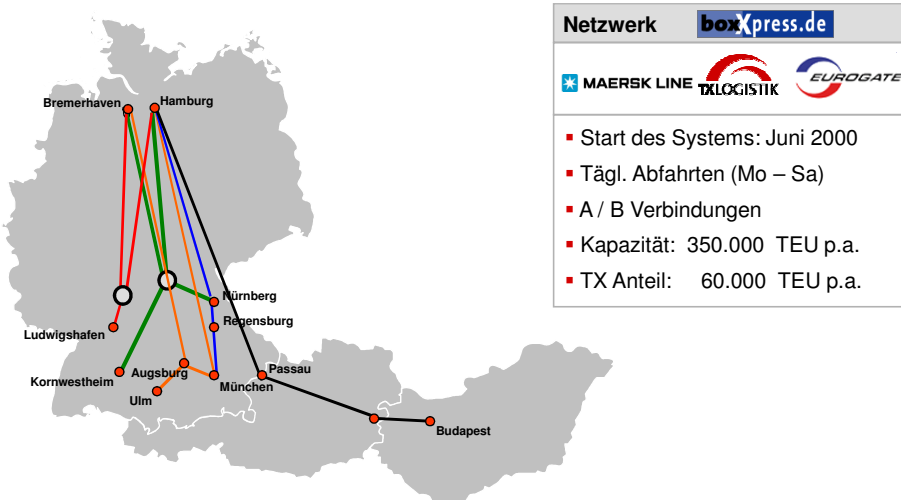 Netzwerk boxXpress.de
MAERSK LINE TXLOGISTIK EUROGATE
▪ Start des Systems: Juni 2000
▪ Tägl. Abfahrten (Mo – Sa)
▪ A / B Verbindungen
▪ Kapazität: 350.000 TEU p.a.
▪ TX Anteil: 60.000 TEU p.a.
Bremerhaven
Hamburg
Nürnberg
Regensburg
Ludwigshafen
Kornwestheim
Augsburg
Ulm
München
Passau
Budapest